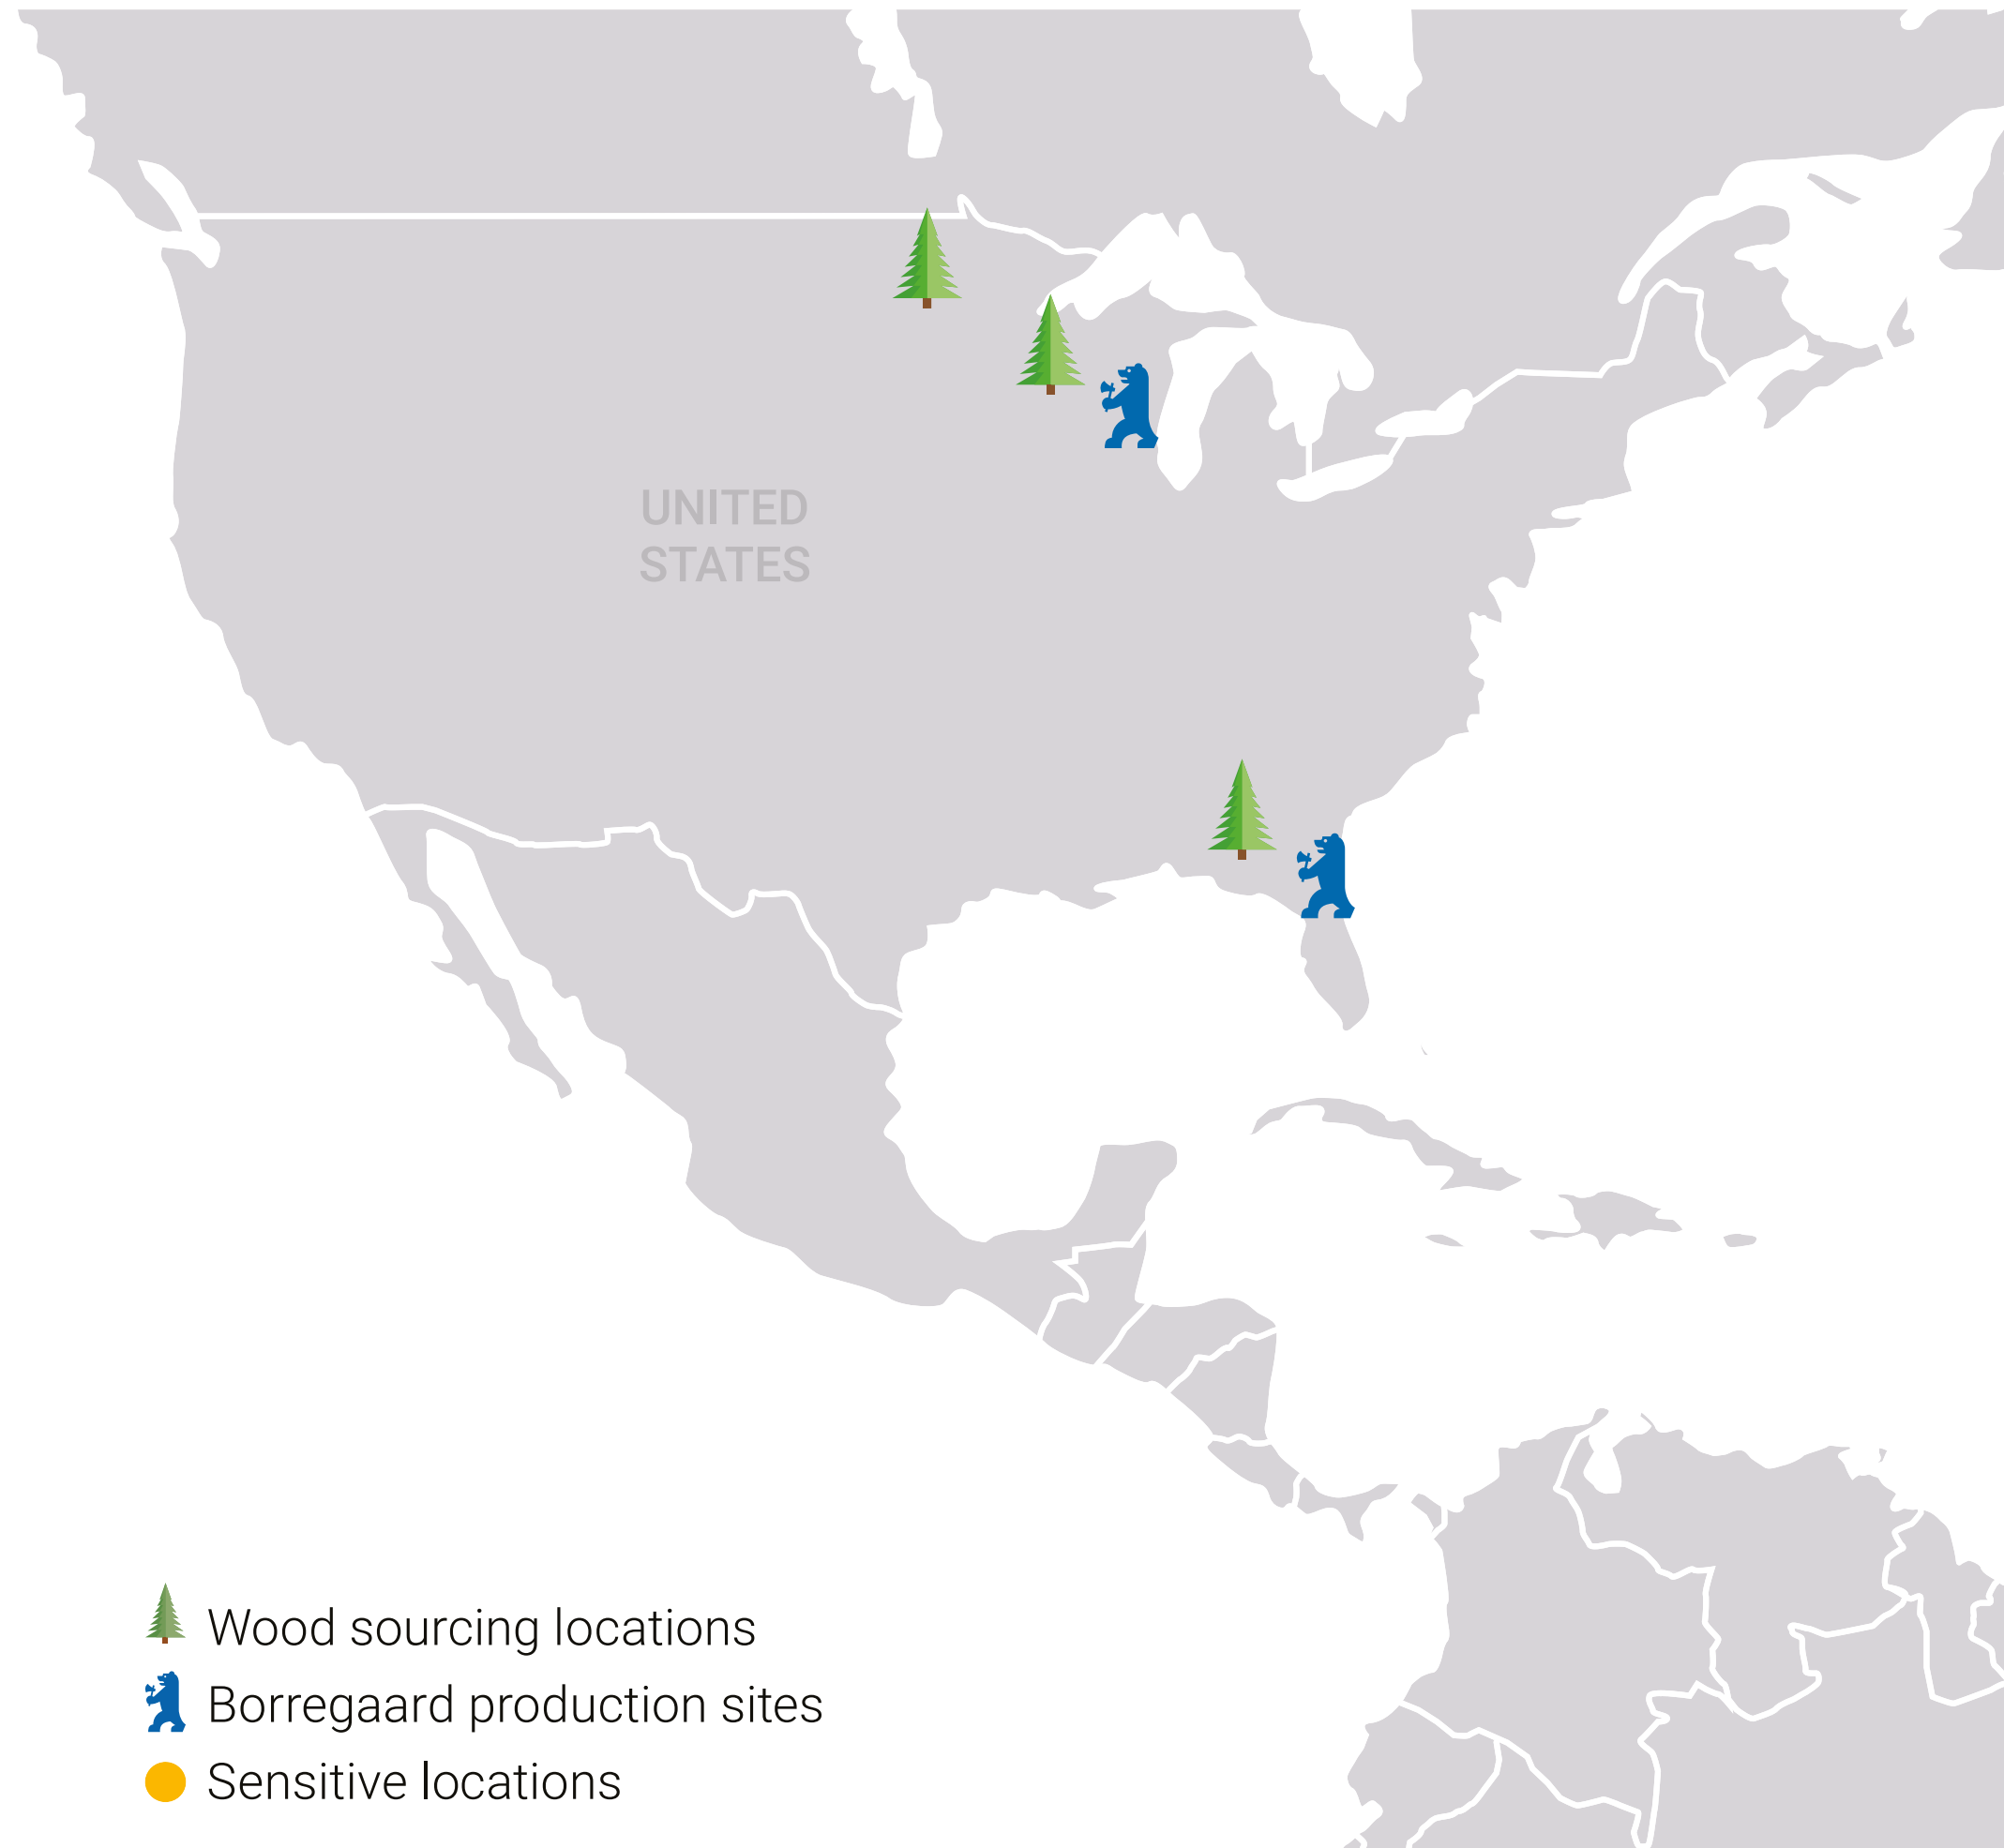 UNITED
STATES
Wood sourcing locations
Borregaard production sites
Sensitive locations